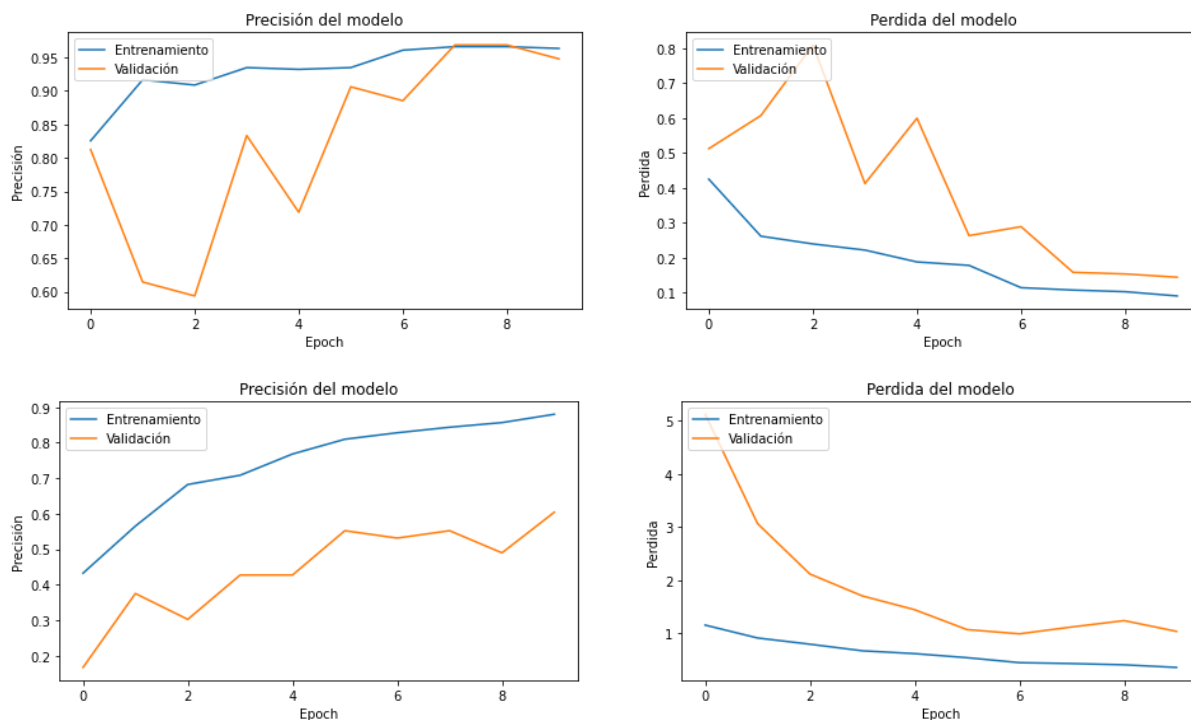 Precisión del modelo
Entrenamiento
Validación
0.95
0.90
0.85
0.80
0.75
0.70
0.65
0.60
Precisión
0 2 4 6 8
Epoch
Perdida del modelo
Entrenamiento
Validación
0.8
0.7
0.6
0.5
0.4
0.3
0.2
0.1
Perdida
0 2 4 6 8
Epoch
Precisión del modelo
Entrenamiento
Validación
0.9
0.8
0.7
0.6
0.5
0.4
0.3
0.2
Precisión
0 2 4 6 8
Epoch
Perdida del modelo
Entrenamiento
Validación
5
4
3
2
1
Perdida
0 2 4 6 8
Epoch